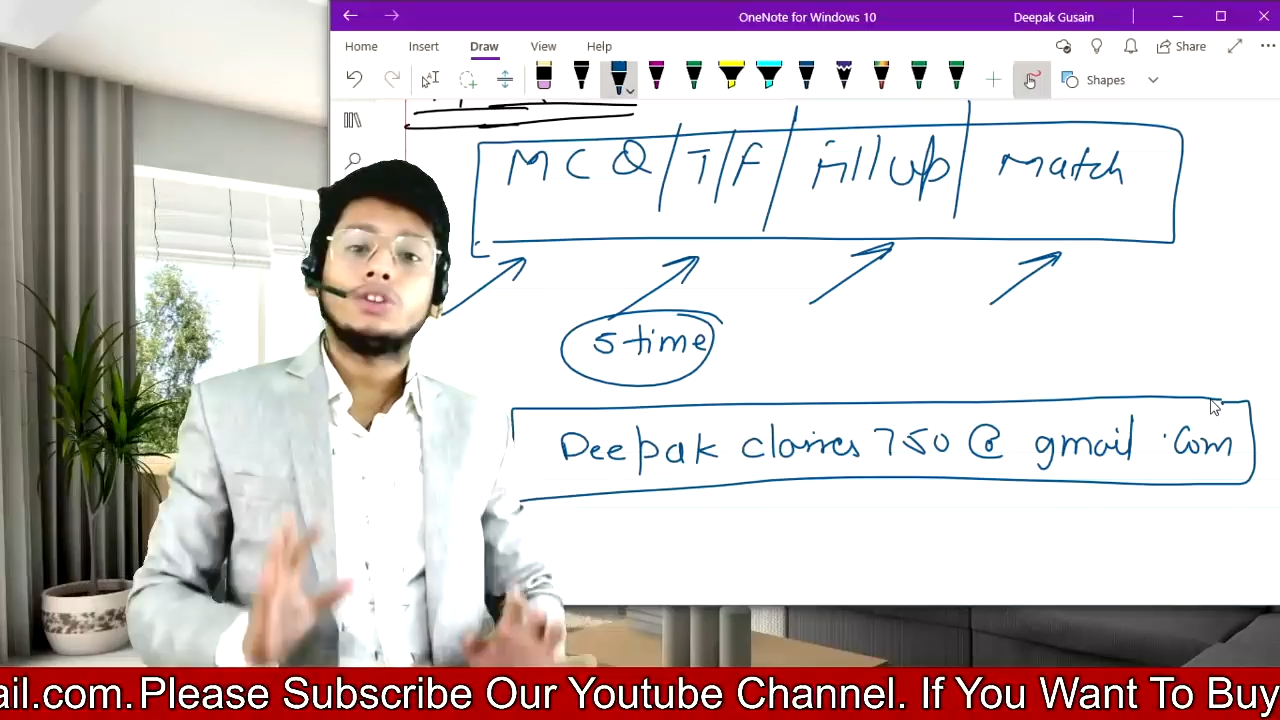 OneNote for Windows 10
Deepak Gusain
Home Insert Draw View Help
Share
Shapes
MCQ / T/F / Fill up / Match
5 time
Deepak classes 750 @ gmail .com
ail.com.Please Subscribe Our Youtube Channel. If You Want To Buy